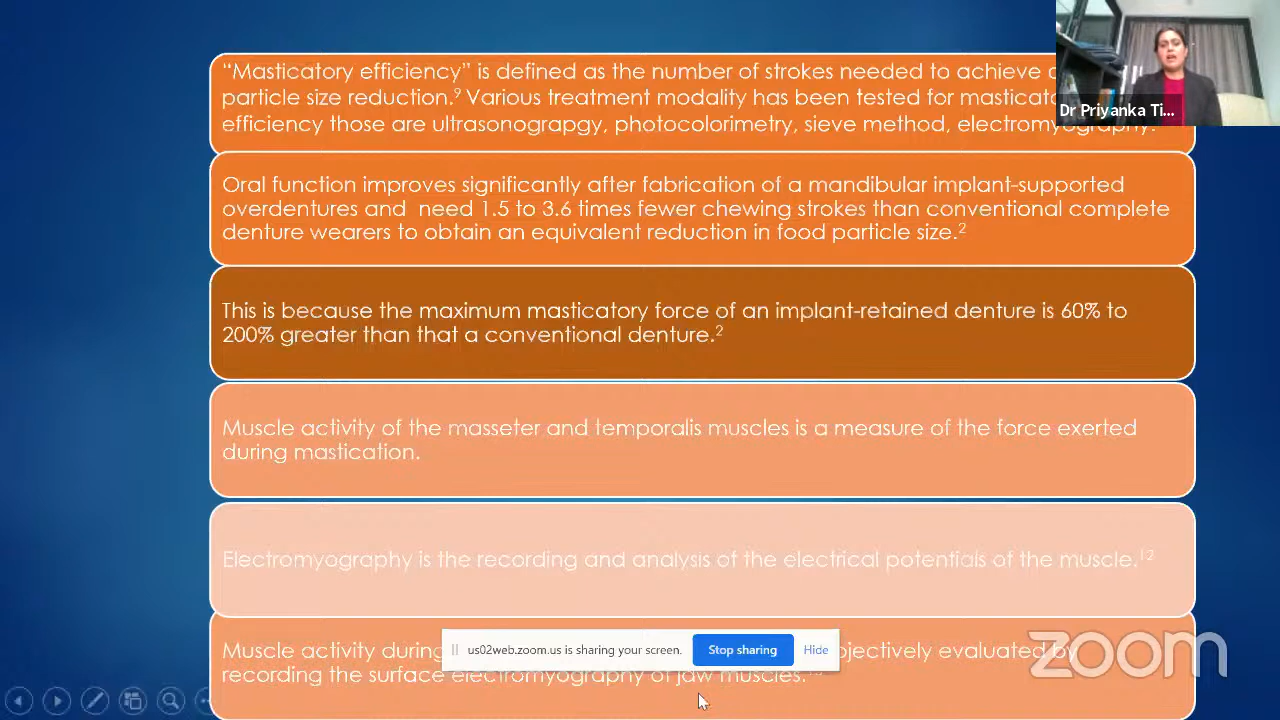 “Masticatory efficiency” is defined as the number of strokes needed to achieve
particle size reduction.⁹ Various treatment modality has been tested for
efficiency those are ultrasonograpgy, photocolorimetry, sieve method, electromyography.
Dr Priyanka Ti...
Oral function improves significantly after fabrication of a mandibular implant-supported
overdentures and need 1.5 to 3.6 times fewer chewing strokes than conventional complete
denture wearers to obtain an equivalent reduction in food particle size.²
This is because the maximum masticatory force of an implant-retained denture is 60% to
200% greater than that a conventional denture.²
Muscle activity of the masseter and temporalis muscles is a measure of the force exerted
during mastication.
Electromyography is the recording and analysis of the electrical potentials of the muscle.¹²
Muscle activity during evaluated by
recording the surface electromyography of jaw muscles.
us02web.zoom.us is sharing your screen. Stop sharing Hide
zoom